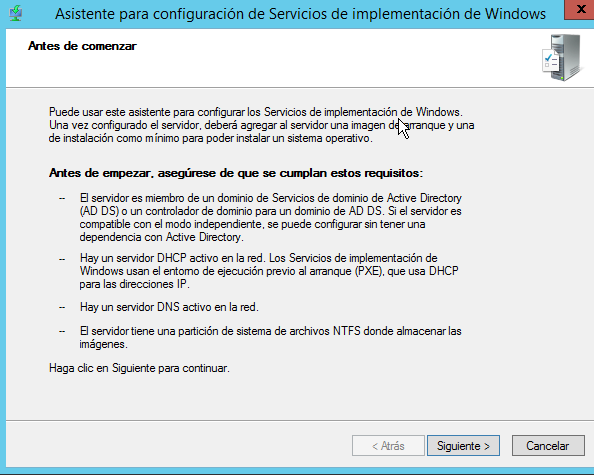 Asistente para configuración de Servicios de implementación de Windows
x
Antes de comenzar
Puede usar este asistente para configurar los Servicios de implementación de Windows.
Una vez configurado el servidor, deberá agregar al servidor una imagen de arranque y una
de instalación como mínimo para poder instalar un sistema operativo.
Antes de empezar, asegúrese de que se cumplan estos requisitos:
-- El servidor es miembro de un dominio de Servicios de dominio de Active Directory
(AD DS) o un controlador de dominio para un dominio de AD DS. Si el servidor es
compatible con el modo independiente, se puede configurar sin tener una
dependencia con Active Directory.
-- Hay un servidor DHCP activo en la red. Los Servicios de implementación de
Windows usan el entorno de ejecución previo al arranque (PXE), que usa DHCP
para las direcciones IP.
-- Hay un servidor DNS activo en la red.
-- El servidor tiene una partición de sistema de archivos NTFS donde almacenar las
imágenes.
Haga clic en Siguiente para continuar.
< Atrás Siguiente > Cancelar